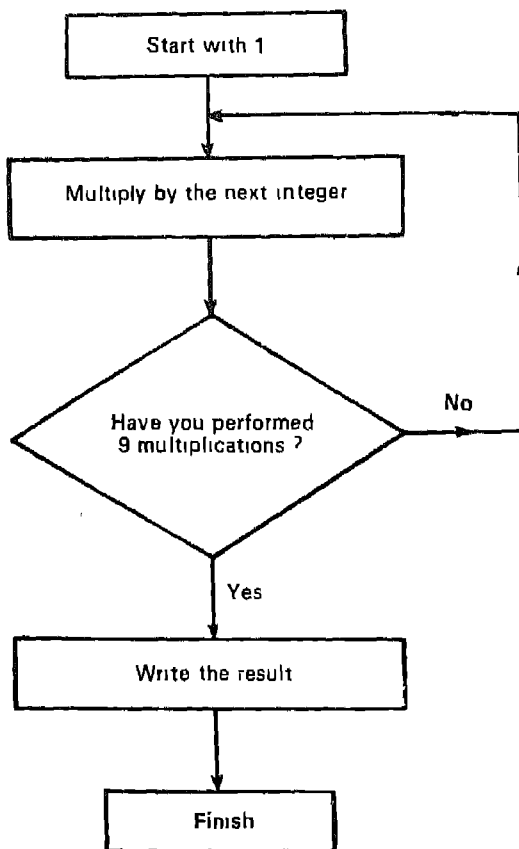 Start with 1
Multiply by the next integer
Have you performed
9 multiplications ?
No
Yes
Write the result
Finish